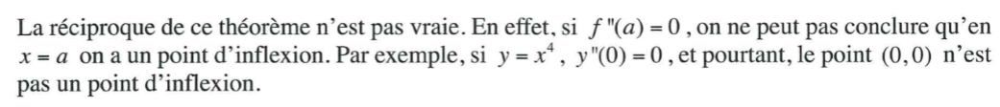 La réciproque de ce théorème n’est pas vraie. En effet, si f "(a) = 0 , on ne peut pas conclure qu’en
x = a on a un point d’inflexion. Par exemple, si y = x⁴ , y "(0) = 0 , et pourtant, le point (0,0) n’est
pas un point d’inflexion.